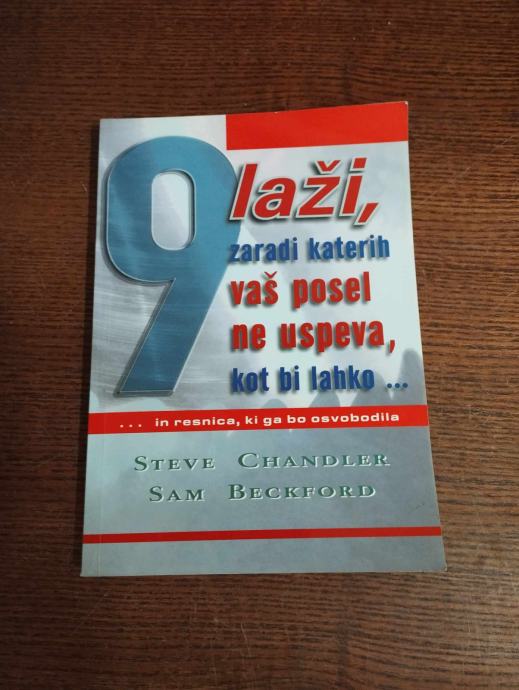 9 laži,
zaradi katerih
vaš posel
ne uspeva,
kot bi lahko ...
... in resnica, ki ga bo osvobodila
STEVE CHANDLER
SAM BECKFORD